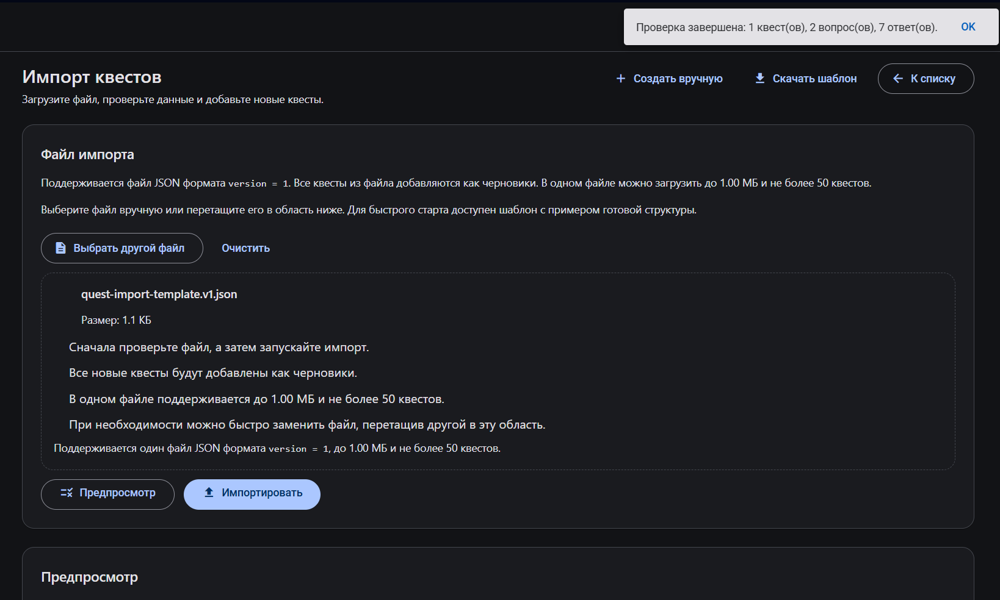 Проверка завершена: 1 квест(ов), 2 вопрос(ов), 7 ответ(ов).
OK
Импорт квестов
Загрузите файл, проверьте данные и добавьте новые квесты.
Создать вручную
Скачать шаблон
К списку
Файл импорта
Поддерживается файл JSON формата version = 1. Все квесты из файла добавляются как черновики. В одном файле можно загрузить до 1.00 МБ и не более 50 квестов.
Выберите файл вручную или перетащите его в область ниже. Для быстрого старта доступен шаблон с примером готовой структуры.
Выбрать другой файл
Очистить
quest-import-template.v1.json
Размер: 1.1 КБ
Сначала проверьте файл, а затем запускайте импорт.
Все новые квесты будут добавлены как черновики.
В одном файле поддерживается до 1.00 МБ и не более 50 квестов.
При необходимости можно быстро заменить файл, перетащив другой в эту область.
Поддерживается один файл JSON формата version = 1, до 1.00 МБ и не более 50 квестов.
Предпросмотр
Импортировать
Предпросмотр